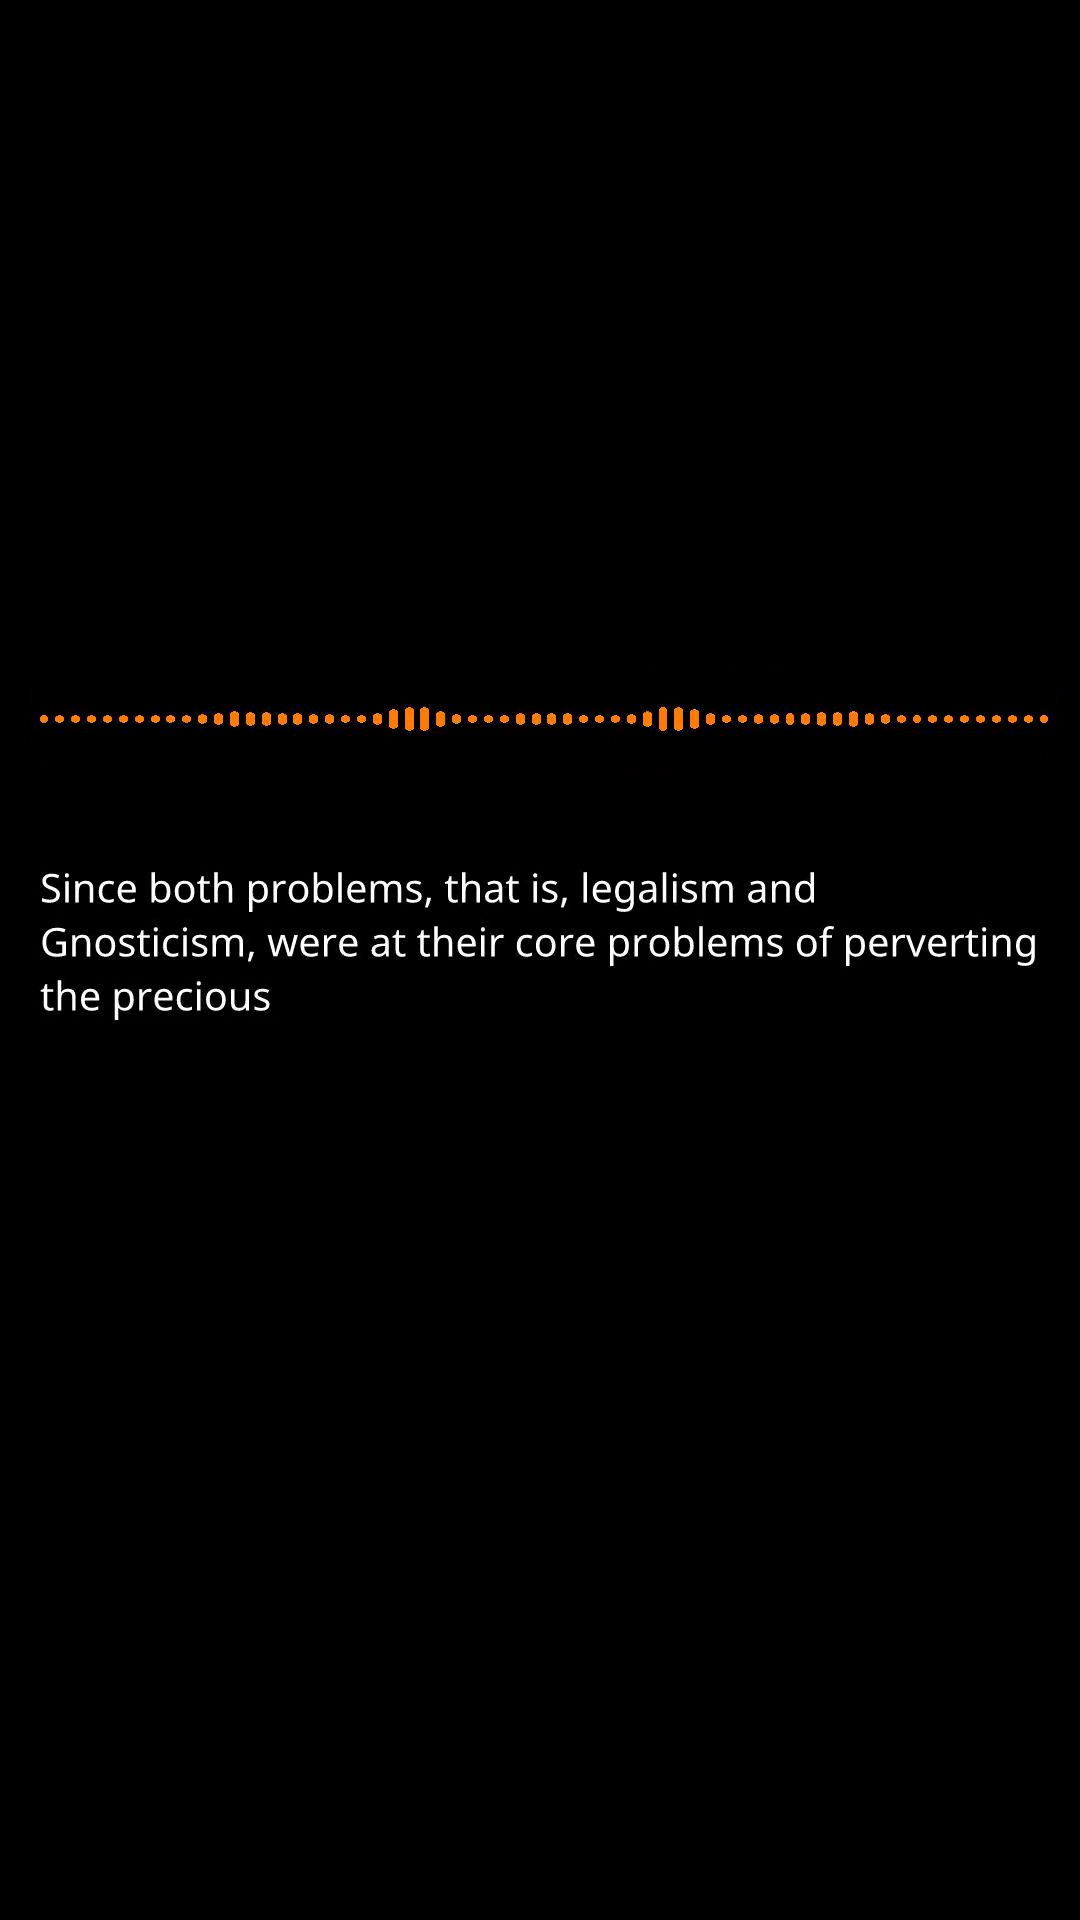 Since both problems, that is, legalism and
Gnosticism, were at their core problems of perverting
the precious